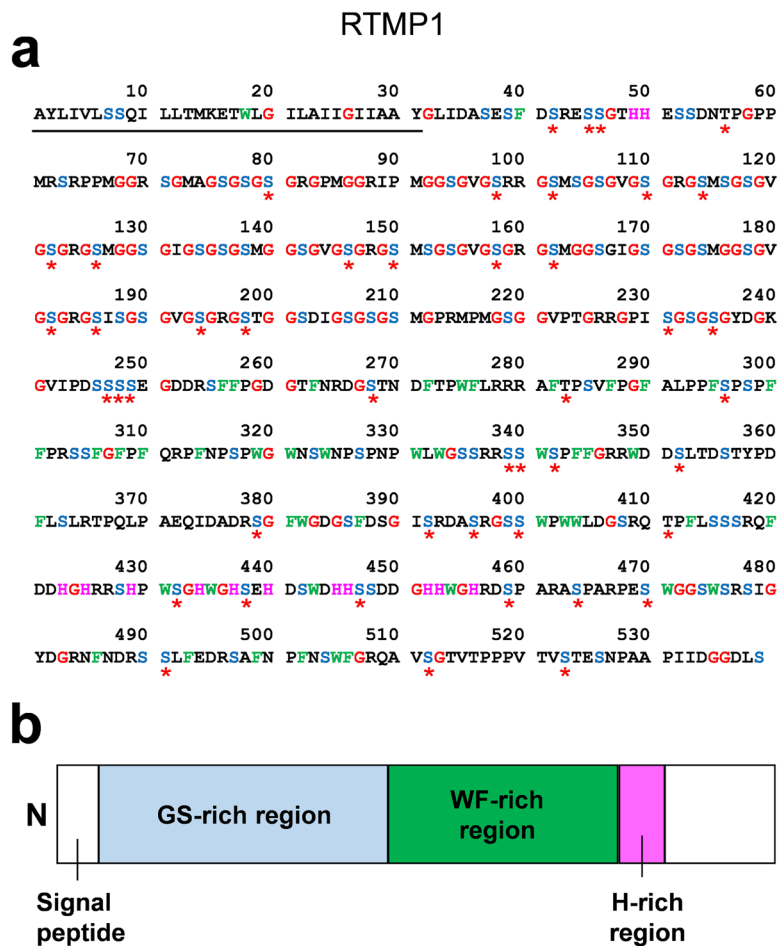 RTMP1
a
10 20 30 40 50 60
AYLIVLSSQI LLTMKETWLG ILAIIGIIAA YGLIDASESF DSRESSGTHH ESSDNTPGPP
* ** *
70 80 90 100 110 120
MRSRPPMGGR SGMAGSGSGS GRGPMGGRIP MGGSGVGSRR GSMSGSGVGS GRGSMSGSGV
* * * * *
130 140 150 160 170 180
GSGRGSMGGS GIGSGSGSMG GSGVGSGRGS MSGSGVGSGR GSMGGSGIGS GSGSMGGSGV
* * * * * *
190 200 210 220 230 240
GSGRGSISGS GVGSGRGSTG GSDIGSGSGS MGPRMPMGSG GVPTGRRGPI SGSGSGYDGK
* * * * * *
250 260 270 280 290 300
GVIPDSSSSE GDDRSFFPGD GTFNRDGSTN DFTPWFLRRR AFTPSVFPGF ALPPFSPSPF
*** * * *
310 320 330 340 350 360
FPRSSFGFPF QRPFNPSPWG WNSWNPSPNP WLWGSSRRSS WSPFFGRRWD DSLTDSTYPD
** * *
370 380 390 400 410 420
FLSLRTPQLP AEQIDADRSG FWGDGSFDSG ISRDASRGSS WPWWLDGSRQ TPFLSSSRQF
* * * * *
430 440 450 460 470 480
DDHGHRRSHP WSGHWGHSEH DSWDHHSSDD GHHWGHRDSP ARASPARPES WGGSWSRSIG
* * * * * *
490 500 510 520 530
YDGRNFNDRS SLFEDRSAFN PFNSWFGRQA VSGTVTPPPV TVSTESNPAA PIIDGGDLS
* * *
b
N
GS-rich region
WF-rich
region
Signal
peptide
H-rich
region